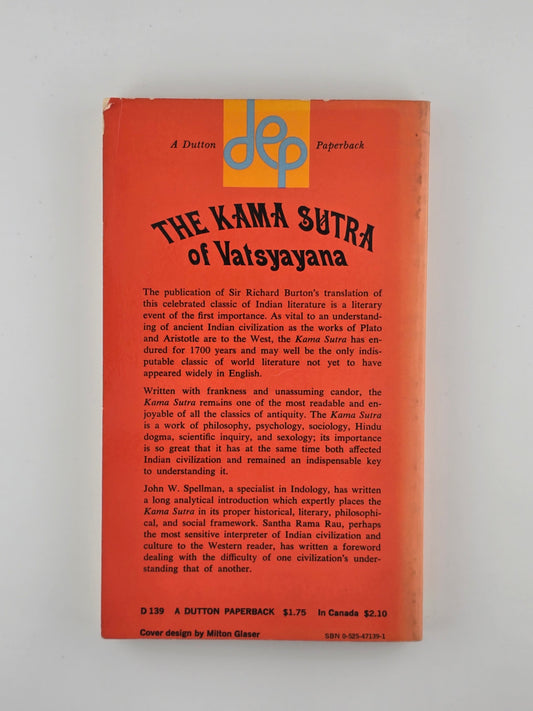 A Dutton dep Paperback
THE KAMA SUTRA
of Vatsyayana
The publication of Sir Richard Burton's translation of
this celebrated classic of Indian literature is a literary
event of the first importance. As vital to an understand-
ing of ancient Indian civilization as the works of Plato
and Aristotle are to the West, the Kama Sutra has en-
dured for 1700 years and may well be the only indis-
putable classic of world literature not yet to have
appeared widely in English.
Written with frankness and unassuming candor, the
Kama Sutra remains one of the most readable and en-
joyable of all the classics of antiquity. The Kama Sutra
is a work of philosophy, psychology, sociology, Hindu
dogma, scientific inquiry, and sexology; its importance
is so great that it has at the same time both affected
Indian civilization and remained an indispensable key
to understanding it.
John W. Spellman, a specialist in Indology, has written
a long analytical introduction which expertly places the
Kama Sutra in its proper historical, literary, philosophi-
cal, and social framework. Santha Rama Rau, perhaps
the most sensitive interpreter of Indian civilization and
culture to the Western reader, has written a foreword
dealing with the difficulty of one civilization's under-
standing that of another.
D 139 A DUTTON PAPERBACK $1.75 In Canada $2.10
Cover design by Milton Glaser SBN 0-525-47139-1